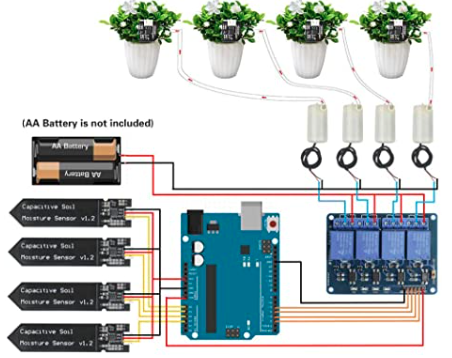 (AA Battery is not included)
AA Battery
AA Battery
Capacitive Soil
Moisture Sensor v1.2
Capacitive Soil
Moisture Sensor v1.2
Capacitive Soil
Moisture Sensor v1.2
Capacitive Soil
Moisture Sensor v1.2